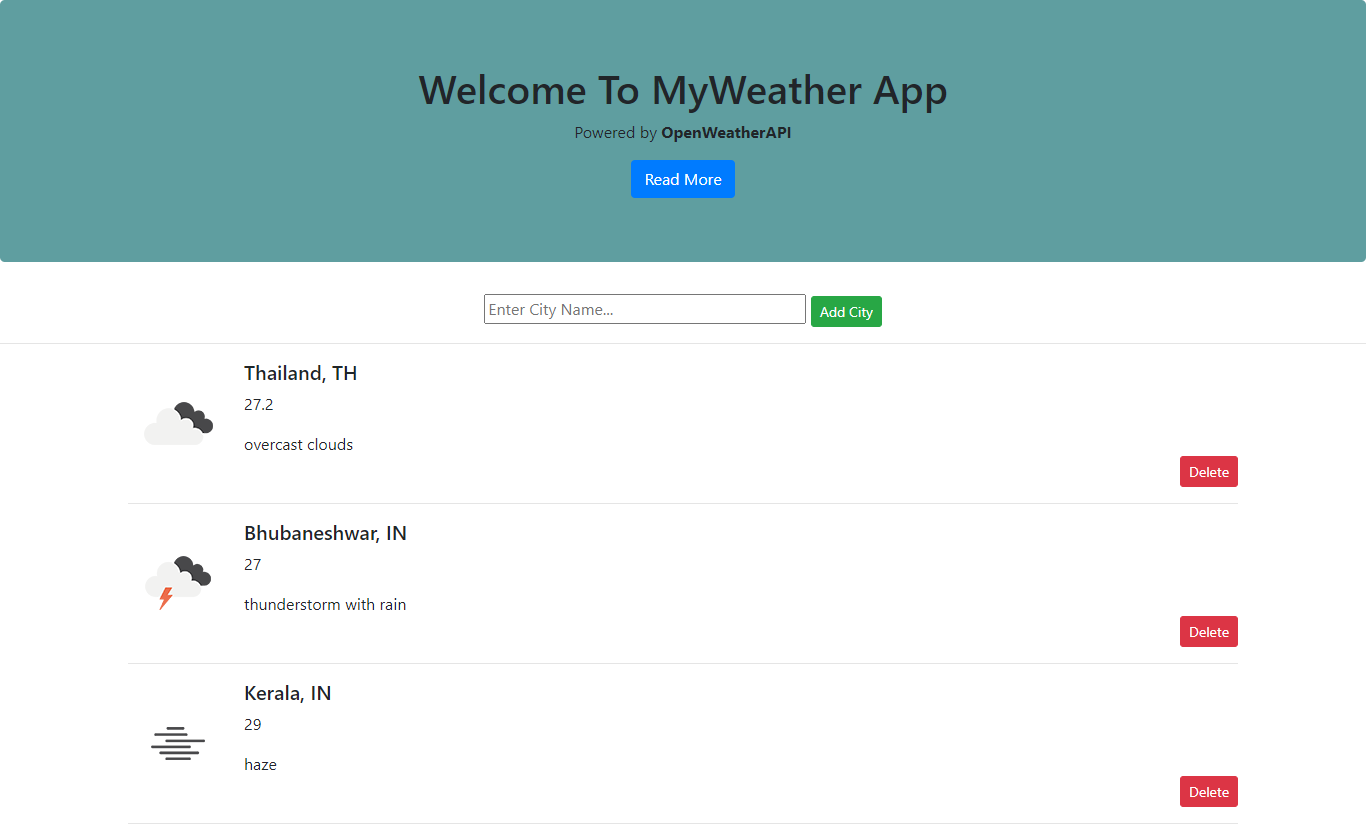 Welcome To MyWeather App
Powered by OpenWeatherAPI
Read More
Enter City Name... Add City
Thailand, TH
27.2
overcast clouds
Delete
Bhubaneshwar, IN
27
thunderstorm with rain
Delete
Kerala, IN
29
haze
Delete